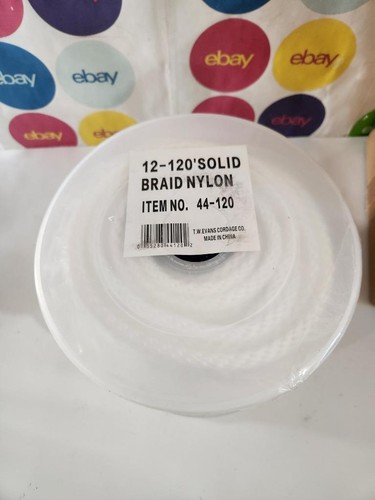 ebay
ebay
ebay
ebay
ebay
ebay
12-120'SOLID
BRAID NYLON
ITEM NO. 44-120
T.W.EVANS CORDAGE CO.
MADE IN CHINA